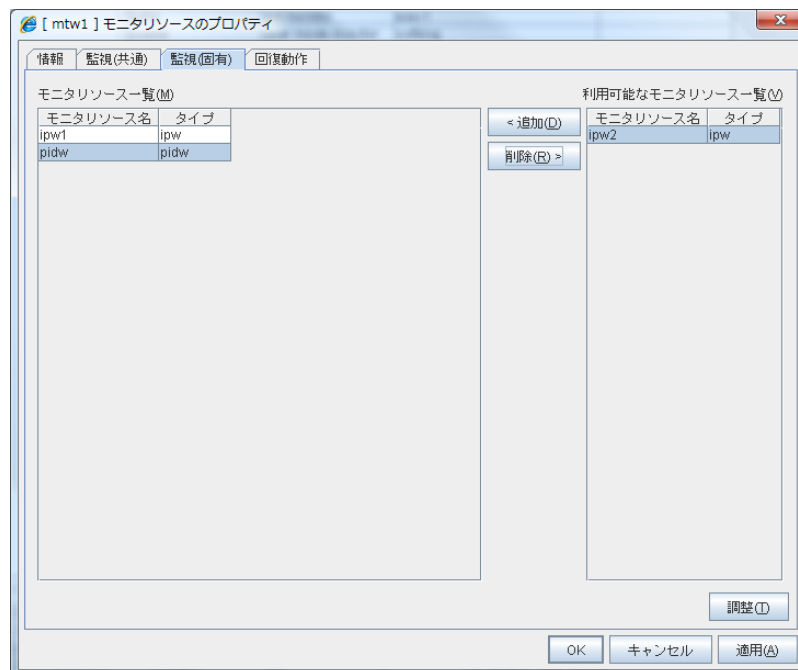 [ mtw1 ] モニタリソースのプロパティ
情報 監視(共通) 監視(固有) 回復動作
モニタリソース一覧(M) 利用可能なモニタリソース一覧(V)
モニタリソース名 タイプ < 追加(D) モニタリソース名 タイプ
ipw1 ipw ipw2 ipw
pidw pidw 削除(R) >
調整(T)
OK キャンセル 適用(A)